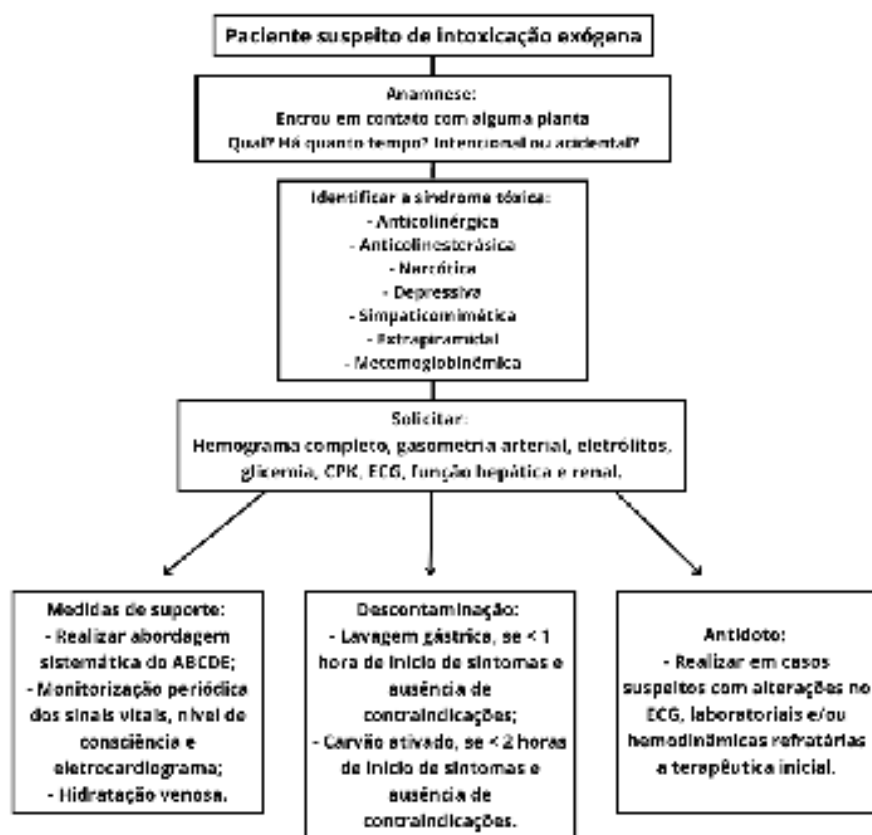 Paciente suspeito de intoxicação exógena
Anamnese:
Entrou em contato com alguma planta
Qual? Há quanto tempo? Intencional ou acidental?
Identificar a síndrome tóxica:
- Anticolinérgica
- Anticolinesterásica
- Narcótica
- Depressiva
- Simpaticomimética
- Extrapiramidal
- Metemoglobinêmica
Solicitar:
Hemograma completo, gasometria arterial, eletrólitos,
glicemia, CPK, ECG, função hepática e renal.
Medidas de suporte:
- Realizar abordagem
sistemática do ABCDE;
- Monitorização periódica
dos sinais vitais, nível de
consciência e
eletrocardiograma;
- Hidratação venosa.
Descontaminação:
- Lavagem gástrica, se < 1
hora de início de sintomas e
ausência de
contraindicações;
- Carvão ativado, se < 2 horas
de início de sintomas e
ausência de
contraindicações.
Antídoto:
- Realizar em casos
suspeitos com alterações no
ECG, laboratoriais e/ou
hemodinâmicas refratárias
a terapêutica inicial.